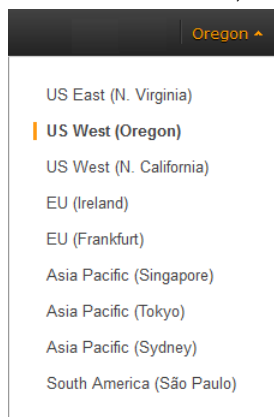 Oregon
US East (N. Virginia)
US West (Oregon)
US West (N. California)
EU (Ireland)
EU (Frankfurt)
Asia Pacific (Singapore)
Asia Pacific (Tokyo)
Asia Pacific (Sydney)
South America (São Paulo)